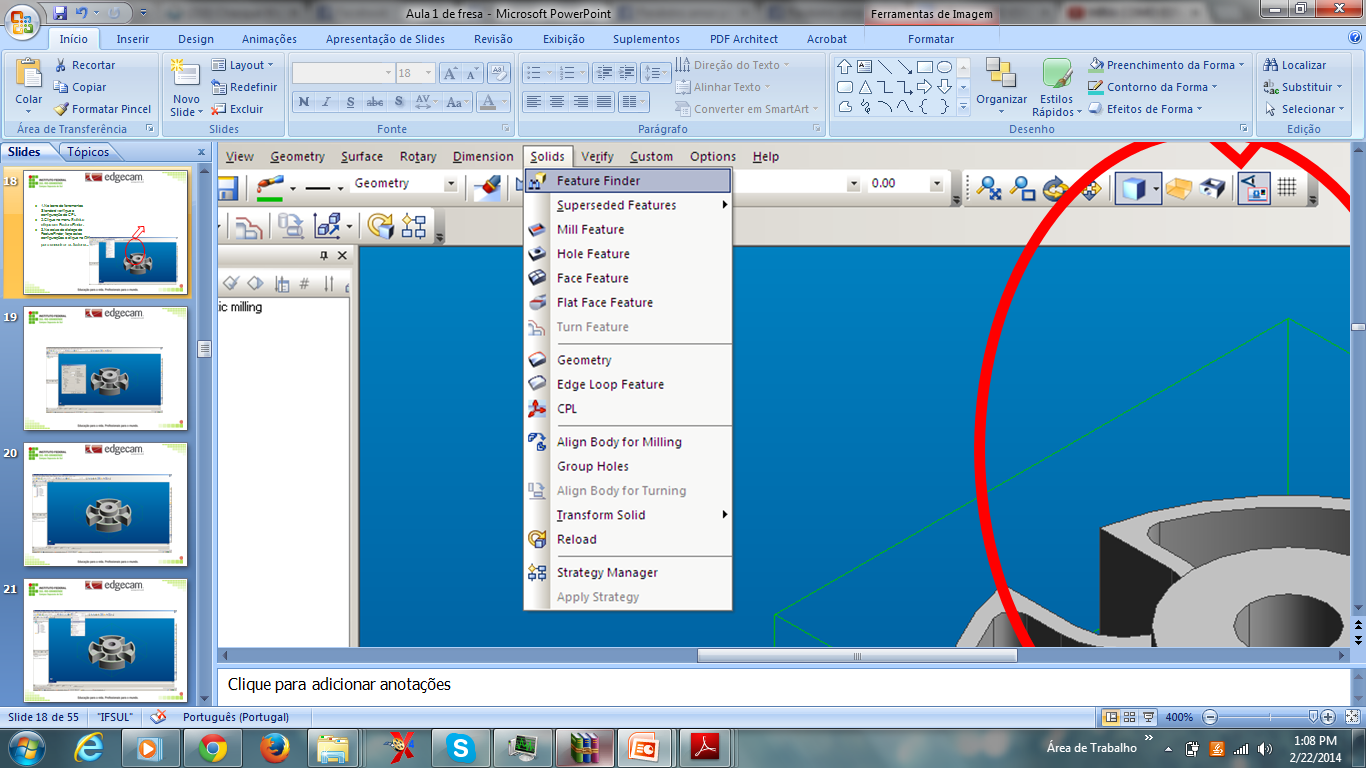 Aula 1 de fresa - Microsoft PowerPoint
Ferramentas de Imagem
Início Inserir Design Animações Apresentação de Slides Revisão Exibição Suplementos PDF Architect Acrobat Formatar
Colar
Recortar
Copiar
Formatar Pincel
Área de Transferência
Novo
Slide
Layout
Redefinir
Excluir
Slides
18
N I S abc S AV Aa A
Fonte
Direção do Texto
Alinhar Texto
Converter em SmartArt
Parágrafo
Organizar
Estilos
Rápidos
Preenchimento da Forma
Contorno da Forma
Efeitos de Forma
Desenho
Localizar
Substituir
Selecionar
Edição
Slides Tópicos x
18
edgecam
19
edgecam
20
edgecam
21
edgecam
View Geometry Surface Rotary Dimension Solids Verify Custom Options Help
Geometry
0.00
ic milling
Feature Finder
Superseded Features
Mill Feature
Hole Feature
Face Feature
Flat Face Feature
Turn Feature
Geometry
Edge Loop Feature
CPL
Align Body for Milling
Group Holes
Align Body for Turning
Transform Solid
Reload
Strategy Manager
Apply Strategy
Clique para adicionar anotações
Slide 18 de 55 "IFSUL" Português (Portugal) 400%
Área de Trabalho »
1:08 PM
2/22/2014